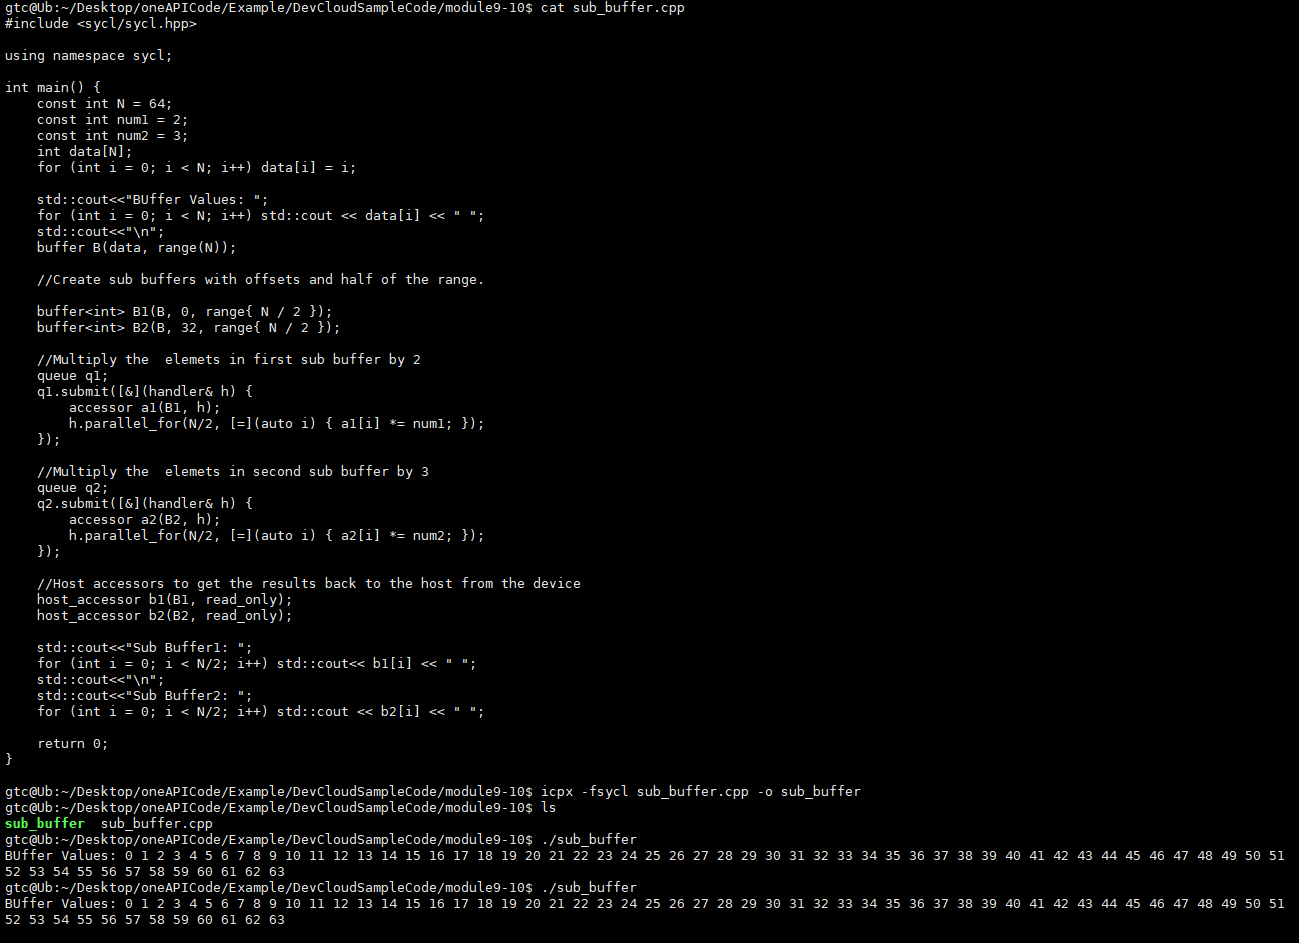 gtc@Ub:~/Desktop/oneAPICode/Example/DevCloudSampleCode/module9-10$ cat sub_buffer.cpp
#include <sycl/sycl.hpp>

using namespace sycl;

int main() {
    const int N = 64;
    const int num1 = 2;
    const int num2 = 3;
    int data[N];
    for (int i = 0; i < N; i++) data[i] = i;

    std::cout<<"BUffer Values: ";
    for (int i = 0; i < N; i++) std::cout << data[i] << " ";
    std::cout<<"\n";
    buffer B(data, range(N));

    //Create sub buffers with offsets and half of the range.

    buffer<int> B1(B, 0, range{ N / 2 });
    buffer<int> B2(B, 32, range{ N / 2 });

    //Multiply the  elemets in first sub buffer by 2
    queue q1;
    q1.submit([&](handler& h) {
        accessor a1(B1, h);
        h.parallel_for(N/2, [=](auto i) { a1[i] *= num1; });
    });

    //Multiply the  elemets in second sub buffer by 3
    queue q2;
    q2.submit([&](handler& h) {
        accessor a2(B2, h);
        h.parallel_for(N/2, [=](auto i) { a2[i] *= num2; });
    });

    //Host accessors to get the results back to the host from the device
    host_accessor b1(B1, read_only);
    host_accessor b2(B2, read_only);

    std::cout<<"Sub Buffer1: ";
    for (int i = 0; i < N/2; i++) std::cout<< b1[i] << " ";
    std::cout<<"\n";
    std::cout<<"Sub Buffer2: ";
    for (int i = 0; i < N/2; i++) std::cout << b2[i] << " ";

    return 0;
}

gtc@Ub:~/Desktop/oneAPICode/Example/DevCloudSampleCode/module9-10$ icpx -fsycl sub_buffer.cpp -o sub_buffer
gtc@Ub:~/Desktop/oneAPICode/Example/DevCloudSampleCode/module9-10$ ls
sub_buffer  sub_buffer.cpp
gtc@Ub:~/Desktop/oneAPICode/Example/DevCloudSampleCode/module9-10$ ./sub_buffer
BUffer Values: 0 1 2 3 4 5 6 7 8 9 10 11 12 13 14 15 16 17 18 19 20 21 22 23 24 25 26 27 28 29 30 31 32 33 34 35 36 37 38 39 40 41 42 43 44 45 46 47 48 49 50 51
52 53 54 55 56 57 58 59 60 61 62 63
gtc@Ub:~/Desktop/oneAPICode/Example/DevCloudSampleCode/module9-10$ ./sub_buffer
BUffer Values: 0 1 2 3 4 5 6 7 8 9 10 11 12 13 14 15 16 17 18 19 20 21 22 23 24 25 26 27 28 29 30 31 32 33 34 35 36 37 38 39 40 41 42 43 44 45 46 47 48 49 50 51
52 53 54 55 56 57 58 59 60 61 62 63